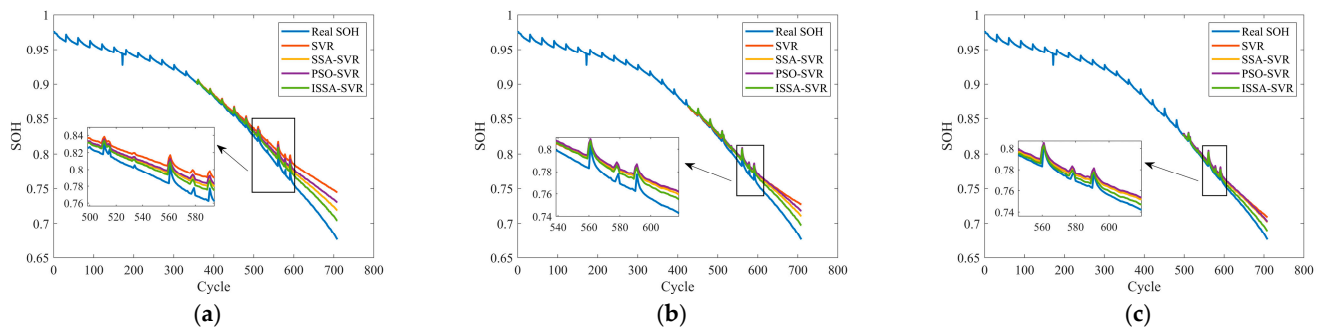 1
0.95
0.9
0.85
0.8
0.75
0.7
0.65
SOH
0 100 200 300 400 500 600 700 800
Cycle
Real SOH
SVR
SSA-SVR
PSO-SVR
ISSA-SVR
0.84
0.82
0.8
0.78
0.76
500 520 540 560 580
(a)
1
0.95
0.9
0.85
0.8
0.75
0.7
0.65
SOH
0 100 200 300 400 500 600 700 800
Cycle
Real SOH
SVR
SSA-SVR
PSO-SVR
ISSA-SVR
0.8
0.78
0.76
0.74
540 560 580 600
(b)
1
0.95
0.9
0.85
0.8
0.75
0.7
0.65
SOH
0 100 200 300 400 500 600 700 800
Cycle
Real SOH
SVR
SSA-SVR
PSO-SVR
ISSA-SVR
0.8
0.78
0.76
0.74
560 580 600
(c)